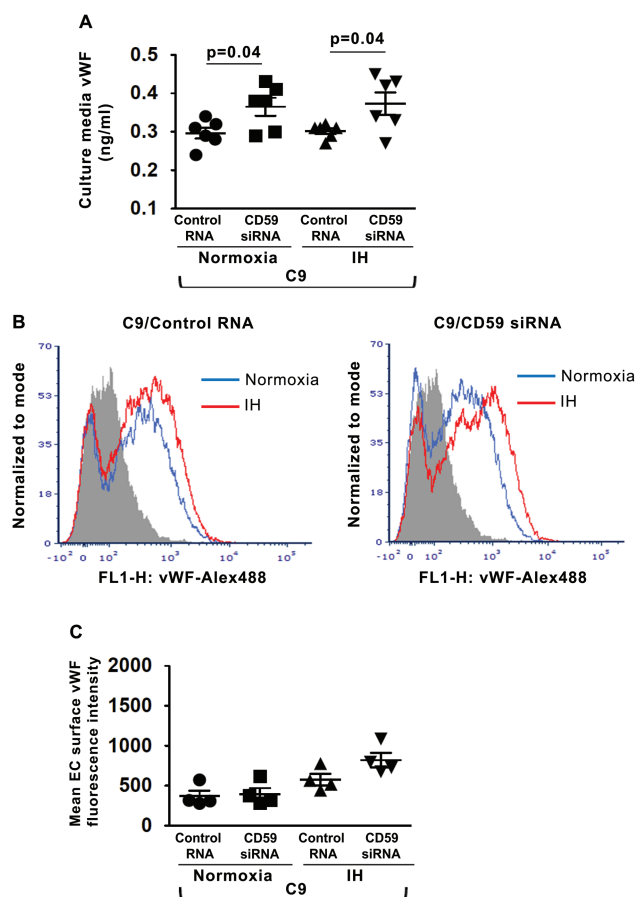 A
p=0.04 p=0.04
Culture media vWF
(ng/ml)
0.5
0.4
0.3
0.2
0.1
Control RNA CD59 siRNA Control RNA CD59 siRNA
Normoxia IH
C9
B
C9/Control RNA
Normalized to mode
70
53
35
18
0
Normoxia
IH
-10² 0 10² 10³ 10⁴ 10⁵
FL1-H: vWF-Alex488
C9/CD59 siRNA
Normalized to mode
70
53
35
18
0
Normoxia
IH
-10² 0 10² 10³ 10⁴ 10⁵
FL1-H: vWF-Alex488
C
Mean EC surface vWF
fluorescence intensity
2000
1500
1000
500
0
Control RNA CD59 siRNA Control RNA CD59 siRNA
Normoxia IH
C9